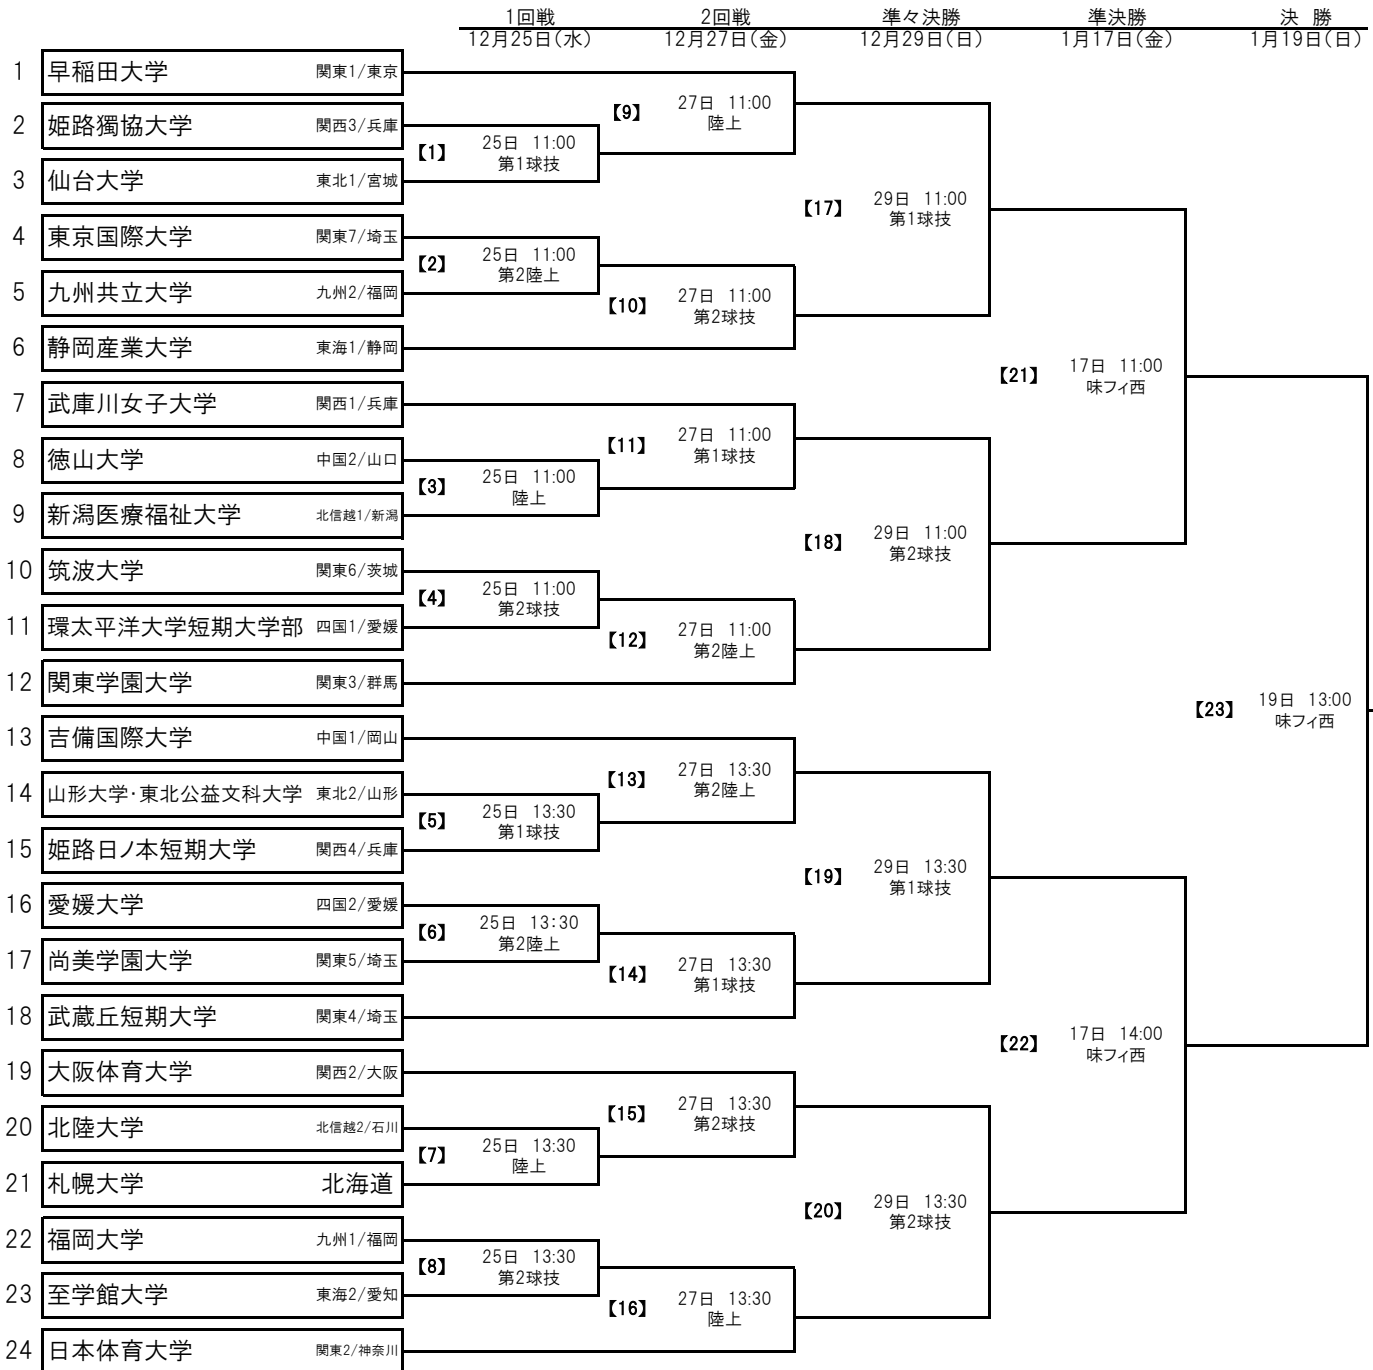 1回戦 2回戦 準々決勝 準決勝 決 勝
12月25日(水) 12月27日(金) 12月29日(日) 1月17日(金) 1月19日(日)
1 早稲田大学 関東1/東京
【9】 27日 11:00
陸上
2 姫路獨協大学 関西3/兵庫
【1】 25日 11:00
第1球技
3 仙台大学 東北1/宮城
【17】 29日 11:00
第1球技
4 東京国際大学 関東7/埼玉
【2】 25日 11:00
第2陸上
5 九州共立大学 九州2/福岡
【10】 27日 11:00
第2球技
6 静岡産業大学 東海1/静岡
【21】 17日 11:00
味フィ西
7 武庫川女子大学 関西1/兵庫
【11】 27日 11:00
第1球技
8 徳山大学 中国2/山口
【3】 25日 11:00
陸上
9 新潟医療福祉大学 北信越1/新潟
【18】 29日 11:00
第2球技
10 筑波大学 関東6/茨城
【4】 25日 11:00
第2球技
11 環太平洋大学短期大学部 四国1/愛媛
【12】 27日 11:00
第2陸上
12 関東学園大学 関東3/群馬
【23】 19日 13:00
味フィ西
13 吉備国際大学 中国1/岡山
【13】 27日 13:30
第2陸上
14 山形大学・東北公益文科大学 東北2/山形
【5】 25日 13:30
第1球技
15 姫路日ノ本短期大学 関西4/兵庫
【19】 29日 13:30
第1球技
16 愛媛大学 四国2/愛媛
【6】 25日 13:30
第2陸上
17 尚美学園大学 関東5/埼玉
【14】 27日 13:30
第1球技
18 武蔵丘短期大学 関東4/埼玉
【22】 17日 14:00
味フィ西
19 大阪体育大学 関西2/大阪
【15】 27日 13:30
第2球技
20 北陸大学 北信越2/石川
【7】 25日 13:30
陸上
21 札幌大学 北海道
【20】 29日 13:30
第2球技
22 福岡大学 九州1/福岡
【8】 25日 13:30
第2球技
23 至学館大学 東海2/愛知
【16】 27日 13:30
陸上
24 日本体育大学 関東2/神奈川